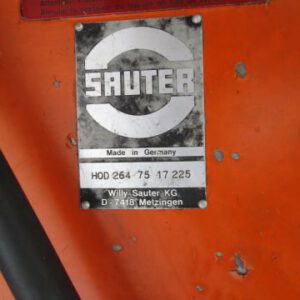 SAUTER
Made in Germany
HOD 264 75 17 225
Willy Sauter KG
D - 7418 Metzingen